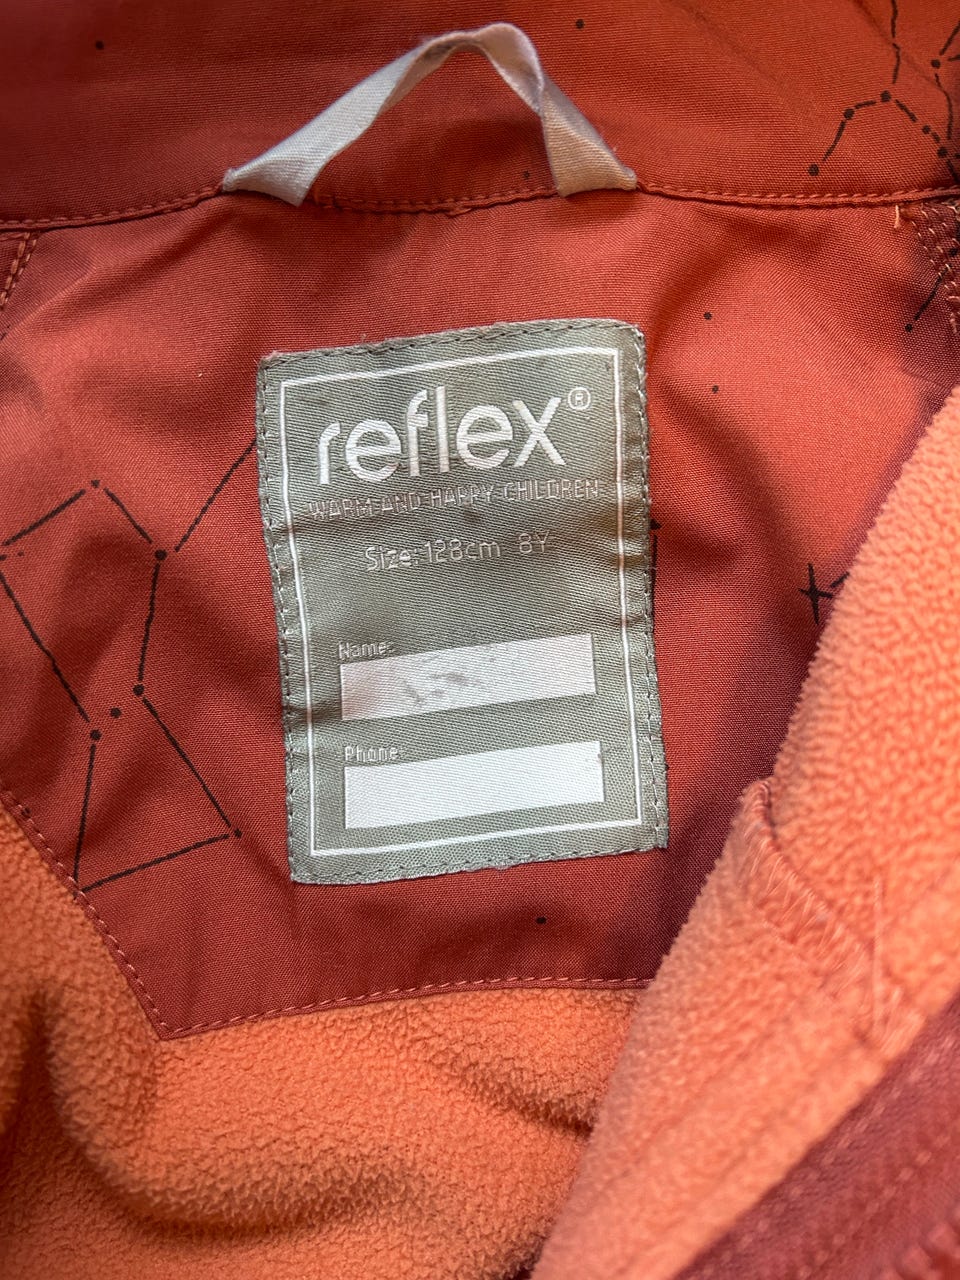 reflex®
WARM AND HAPPY CHILDREN
Size: 128cm 8Y
Name:
Phone: